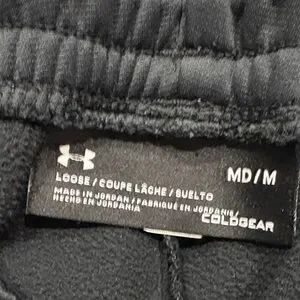 MD/M
LOOSE/COUPE LÂCHE/SUELTO
MADE IN JORDAN/FABRIQUÉ EN JORDANIE/
HECHO EN JORDANIA
COLDGEAR